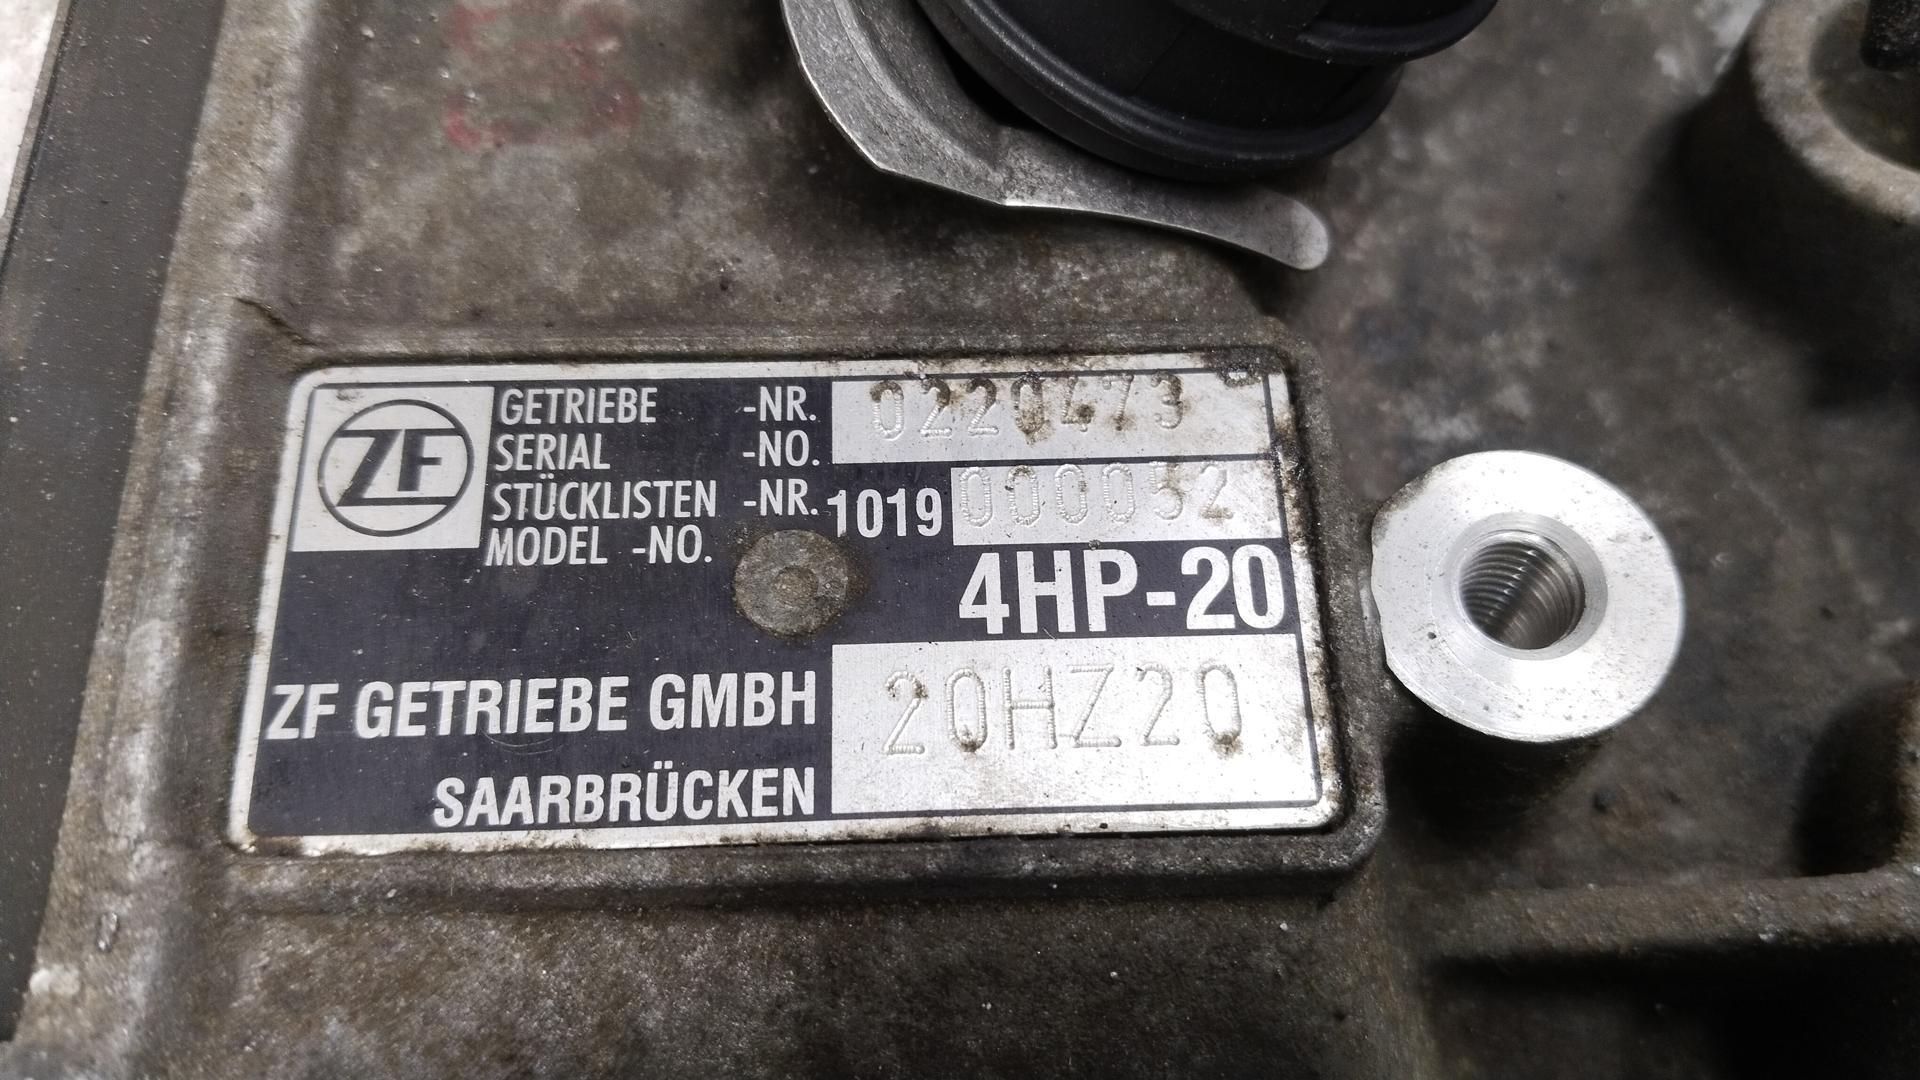 ZF
GETRIEBE -NR. 0220473
SERIAL -NO.
STÜCKLISTEN -NR. 1019 000052
MODEL -NO.
4HP-20
ZF GETRIEBE GMBH 20HZ20
SAARBRÜCKEN